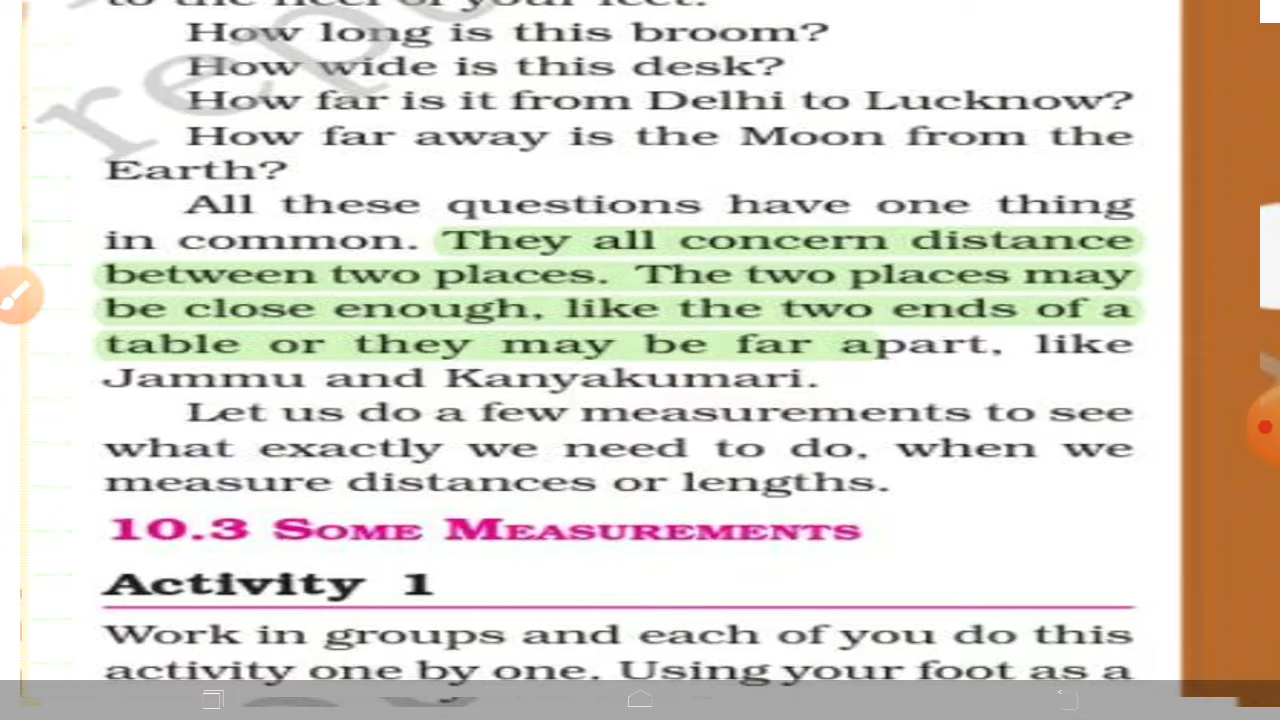 to the heel of your feet.
How long is this broom?
How wide is this desk?
How far is it from Delhi to Lucknow?
How far away is the Moon from the
Earth?
All these questions have one thing
in common. They all concern distance
between two places. The two places may
be close enough, like the two ends of a
table or they may be far apart, like
Jammu and Kanyakumari.
Let us do a few measurements to see
what exactly we need to do, when we
measure distances or lengths.
10.3 SOME MEASUREMENTS
Activity 1
Work in groups and each of you do this
activity one by one. Using your foot as a